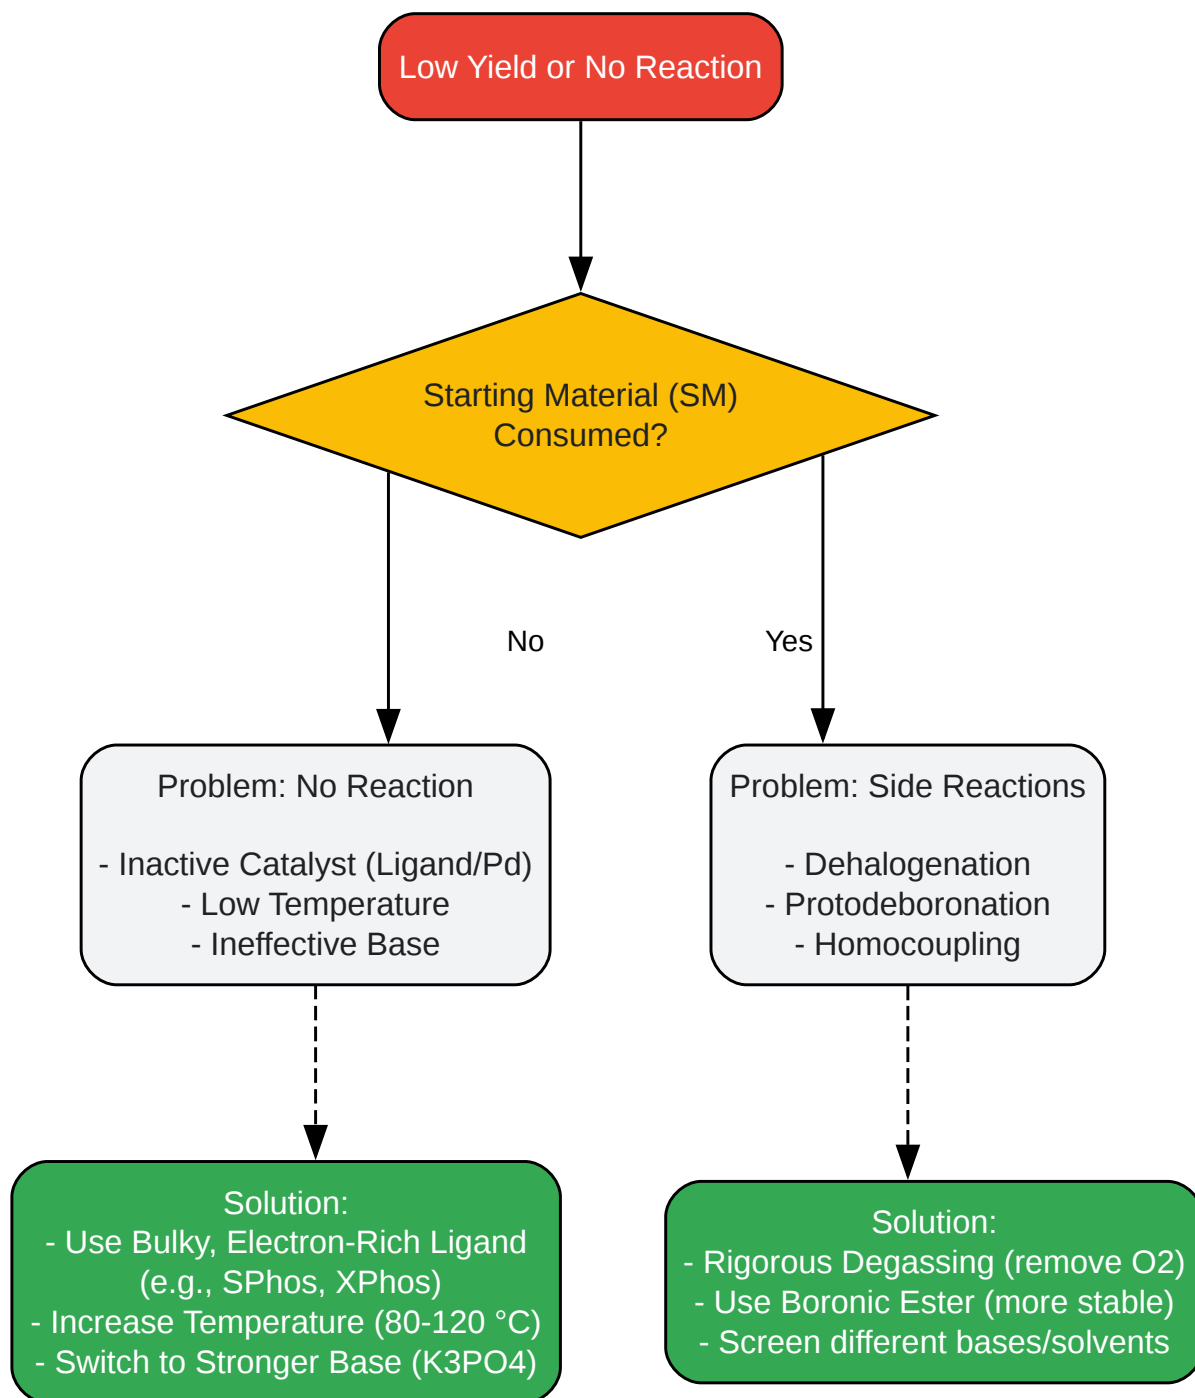 Low Yield or No Reaction
Starting Material (SM)
Consumed?
No
Yes
Problem: No Reaction
- Inactive Catalyst (Ligand/Pd)
- Low Temperature
- Ineffective Base
Problem: Side Reactions
- Dehalogenation
- Protodeboronation
- Homocoupling
Solution:
- Use Bulky, Electron-Rich Ligand
(e.g., SPhos, XPhos)
- Increase Temperature (80-120 °C)
- Switch to Stronger Base (K3PO4)
Solution:
- Rigorous Degassing (remove O2)
- Use Boronic Ester (more stable)
- Screen different bases/solvents